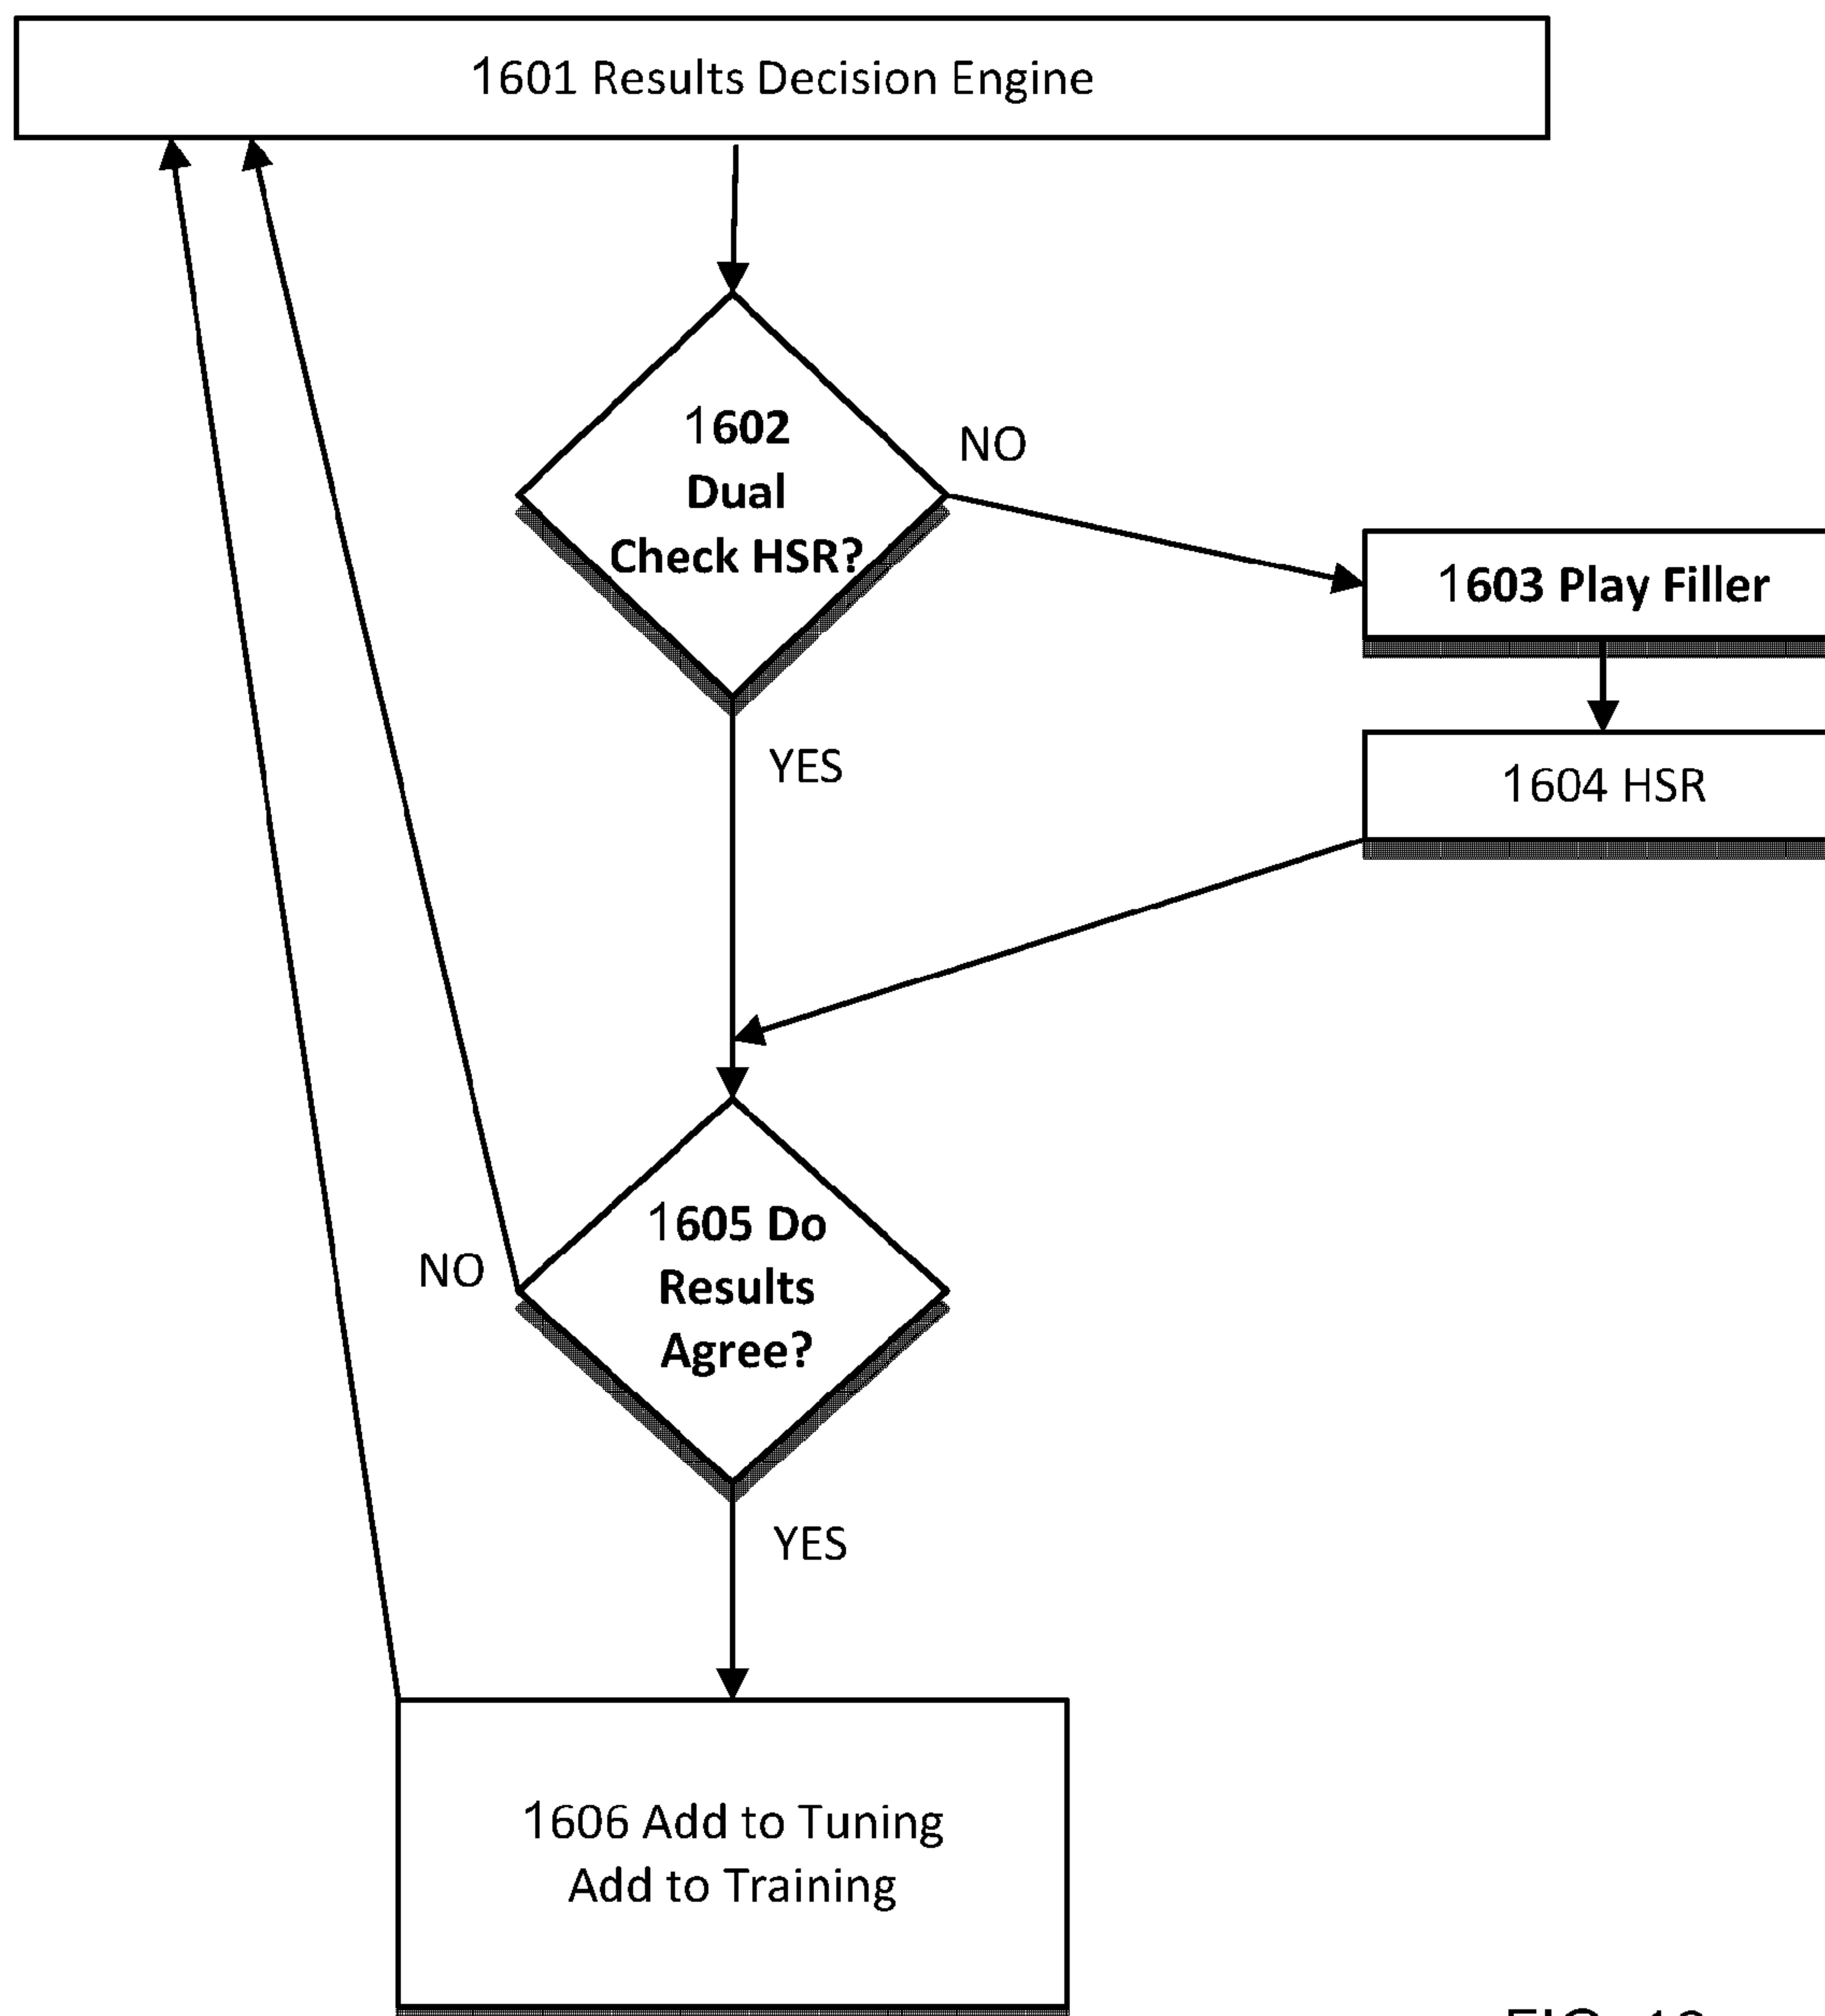 1601 Results Decision Engine
1602
Dual
Check HSR?
NO
1603 Play Filler
YES
1604 HSR
1605 Do
Results
Agree?
NO
YES
1606 Add to Tuning
Add to Training